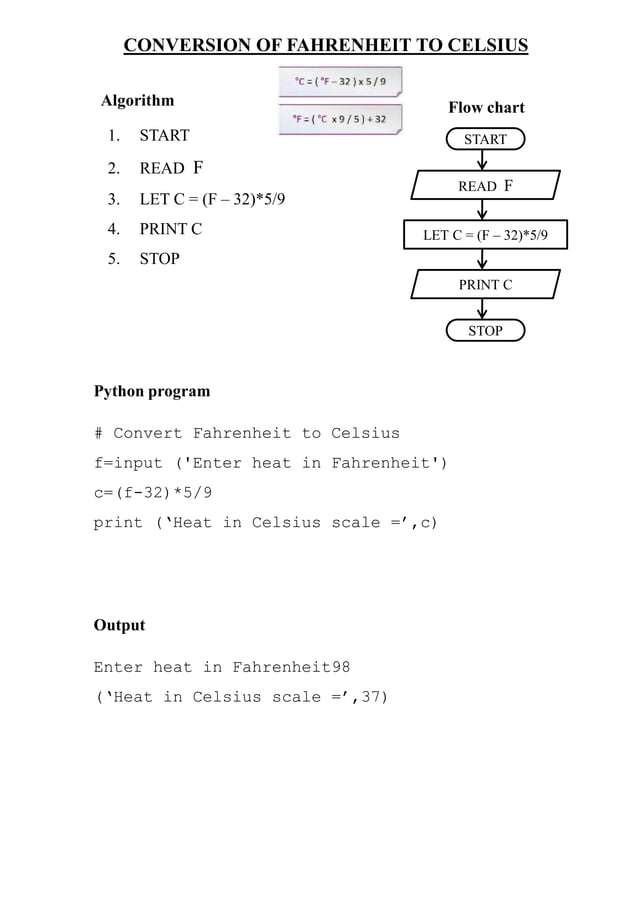 CONVERSION OF FAHRENHEIT TO CELSIUS
°C = ( °F – 32 ) x 5 / 9
°F = ( °C x 9 / 5 ) + 32
Algorithm
1. START
2. READ F
3. LET C = (F – 32)*5/9
4. PRINT C
5. STOP
Flow chart
START
READ F
LET C = (F – 32)*5/9
PRINT C
STOP
Python program
# Convert Fahrenheit to Celsius
f=input ('Enter heat in Fahrenheit')
c=(f-32)*5/9
print (‘Heat in Celsius scale =’,c)
Output
Enter heat in Fahrenheit98
(‘Heat in Celsius scale =’,37)